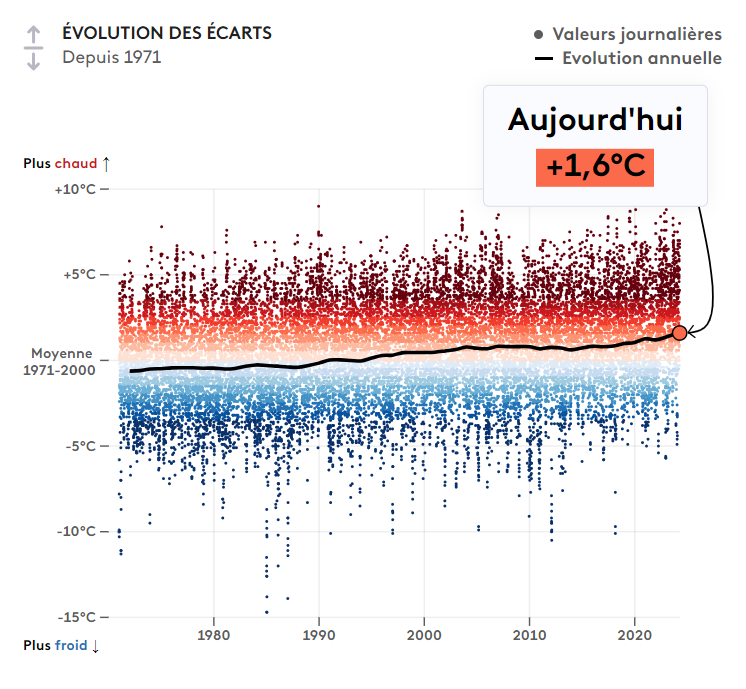 ÉVOLUTION DES ÉCARTS
Depuis 1971
Valeurs journalières
Evolution annuelle
Aujourd'hui
+1,6°C
Plus chaud ↑
+10°C
+5°C
Moyenne
1971-2000
-5°C
-10°C
-15°C
1980 1990 2000 2010 2020
Plus froid ↓